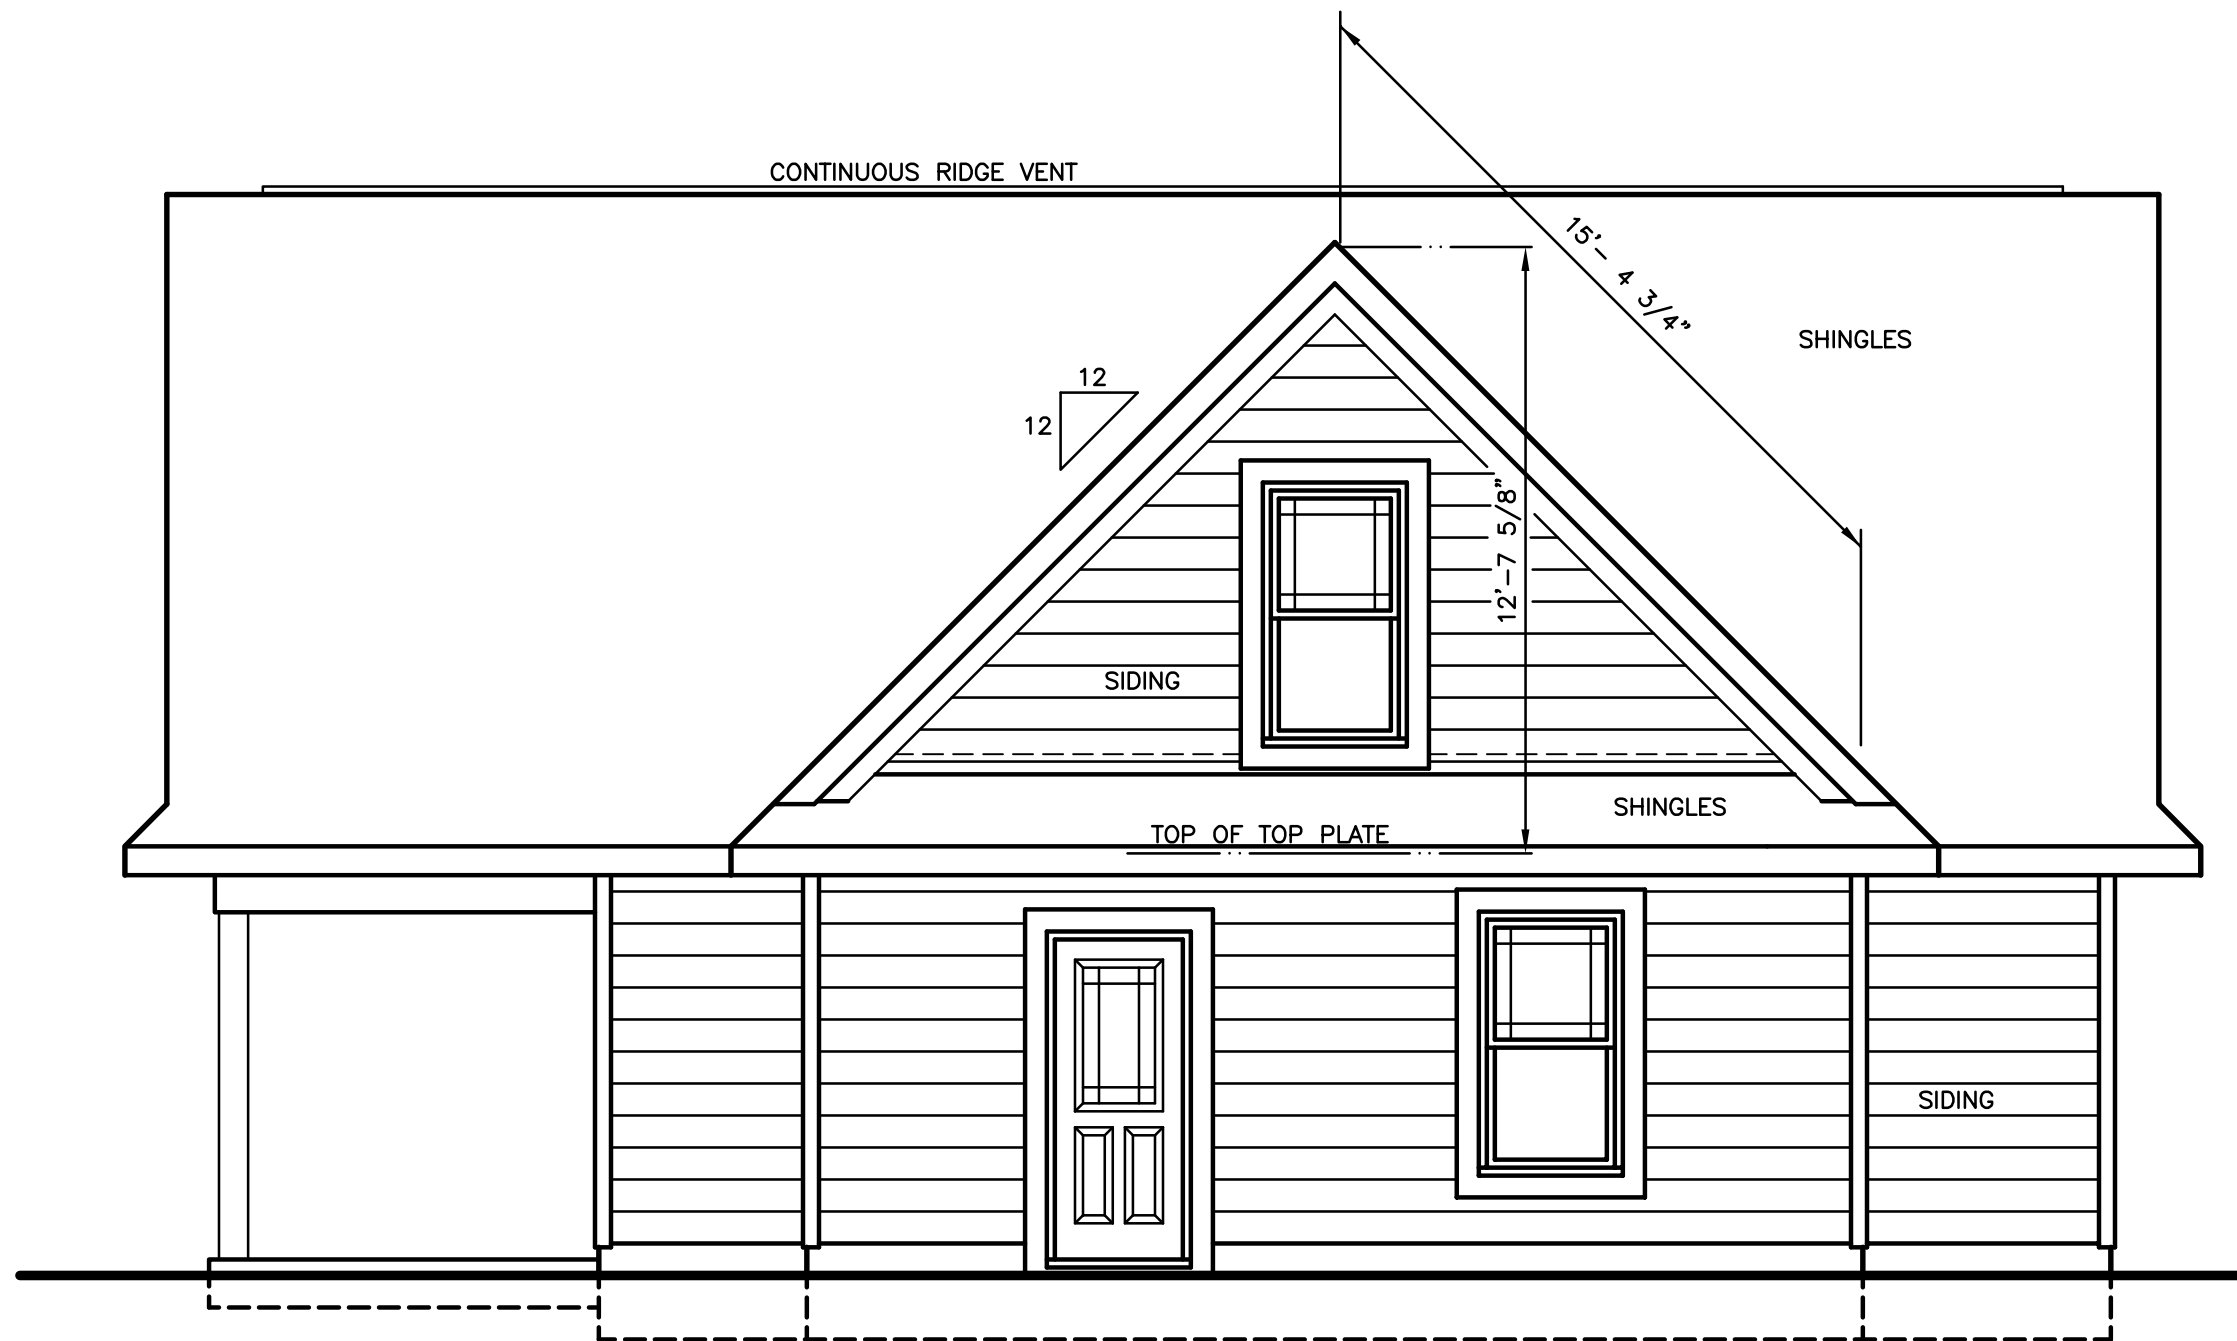 CONTINUOUS RIDGE VENT
15'- 4 3/4"
SHINGLES
12
12
12'-7 5/8"
SIDING
SHINGLES
TOP OF TOP PLATE
SIDING